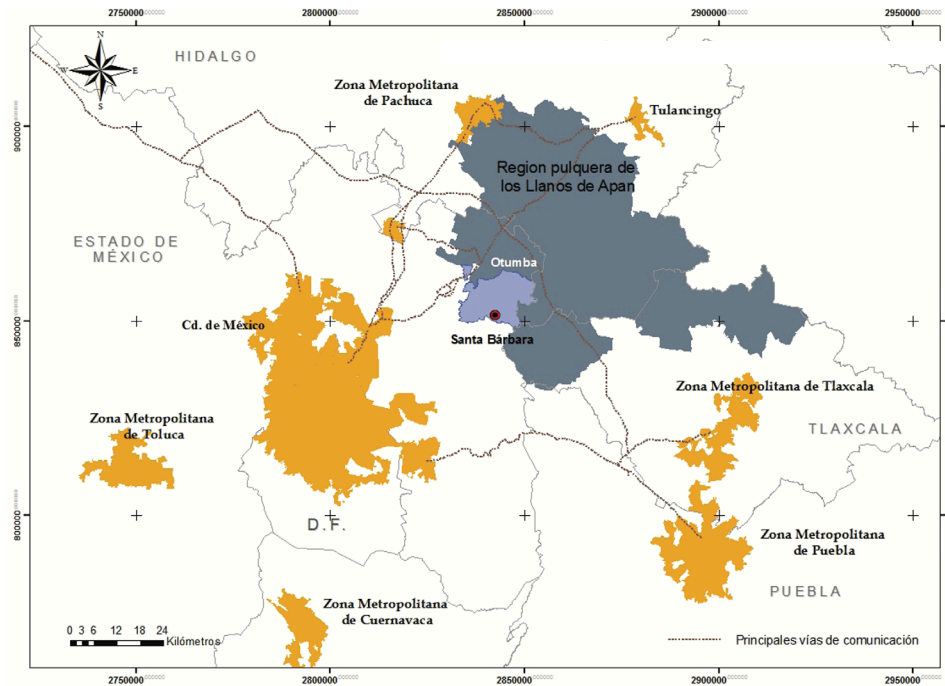 2750000
2800000
2850000
2900000
2950000
N
W
E
S
HIDALGO
Zona Metropolitana
de Pachuca
Tulancingo
900000
900000
Region pulquera de
los Llanos de Apan
ESTADO DE
MÉXICO
Otumba
Cd. de México
Santa Bárbara
850000
850000
Zona Metropolitana de Tlaxcala
Zona Metropolitana
de Toluca
TLAXCALA
800000
800000
D.F.
Zona Metropolitana
de Puebla
PUEBLA
Zona Metropolitana
de Cuernavaca
0 3 6 12 18 24
Kilómetros
Principales vías de comunicación
2750000
2800000
2850000
2900000
2950000